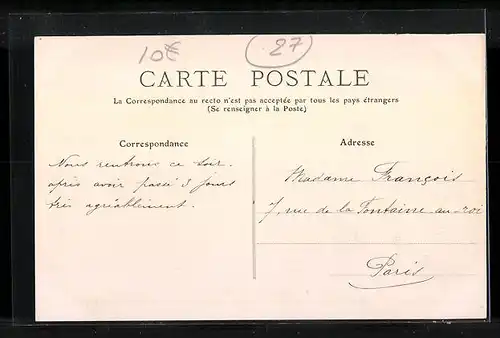 10€
27
CARTE POSTALE
La Correspondance au recto n'est pas acceptée par tous les pays étrangers
(Se renseigner à la Poste)
Correspondance
Nous rentrons ce soir.
après avoir passé 3 jours
très agréablement.
Adresse
Madame François
7, rue de la Fontaine au-roi
Paris